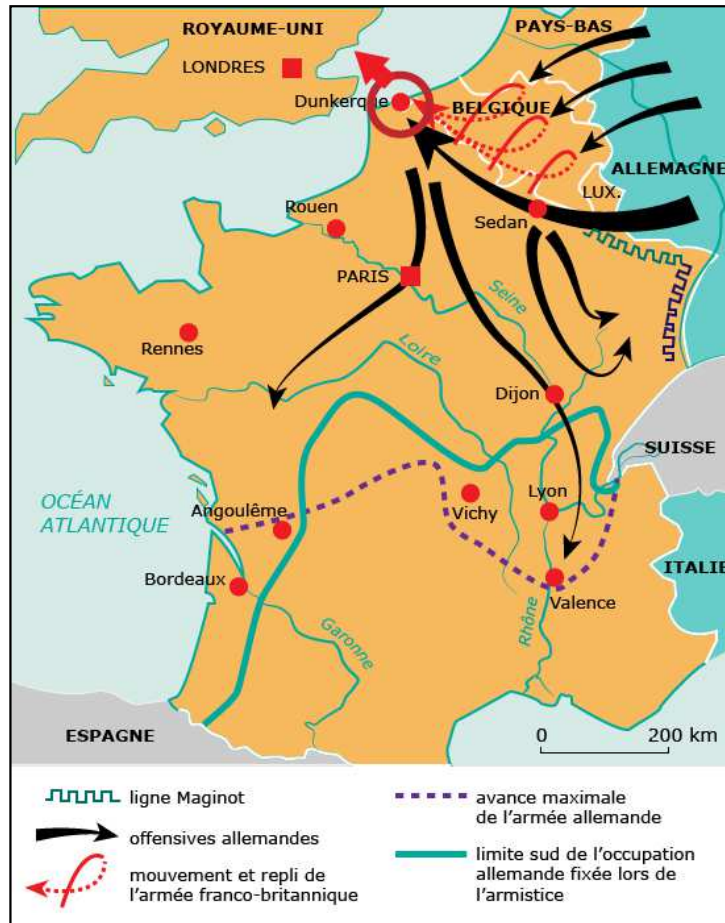 ROYAUME-UNI
PAYS-BAS
LONDRES
Dunkerque
BELGIQUE
ALLEMAGNE
LUX.
Sedan
Rouen
PARIS
Seine
Rennes
Loire
Dijon
SUISSE
OCÉAN
ATLANTIQUE
Angoulême
Vichy
Lyon
ITALIE
Bordeaux
Valence
Garonne
Rhône
ESPAGNE
0 200 km
ligne Maginot
offensives allemandes
mouvement et repli de
l'armée franco-britannique
avance maximale
de l'armée allemande
limite sud de l'occupation
allemande fixée lors de
l'armistice